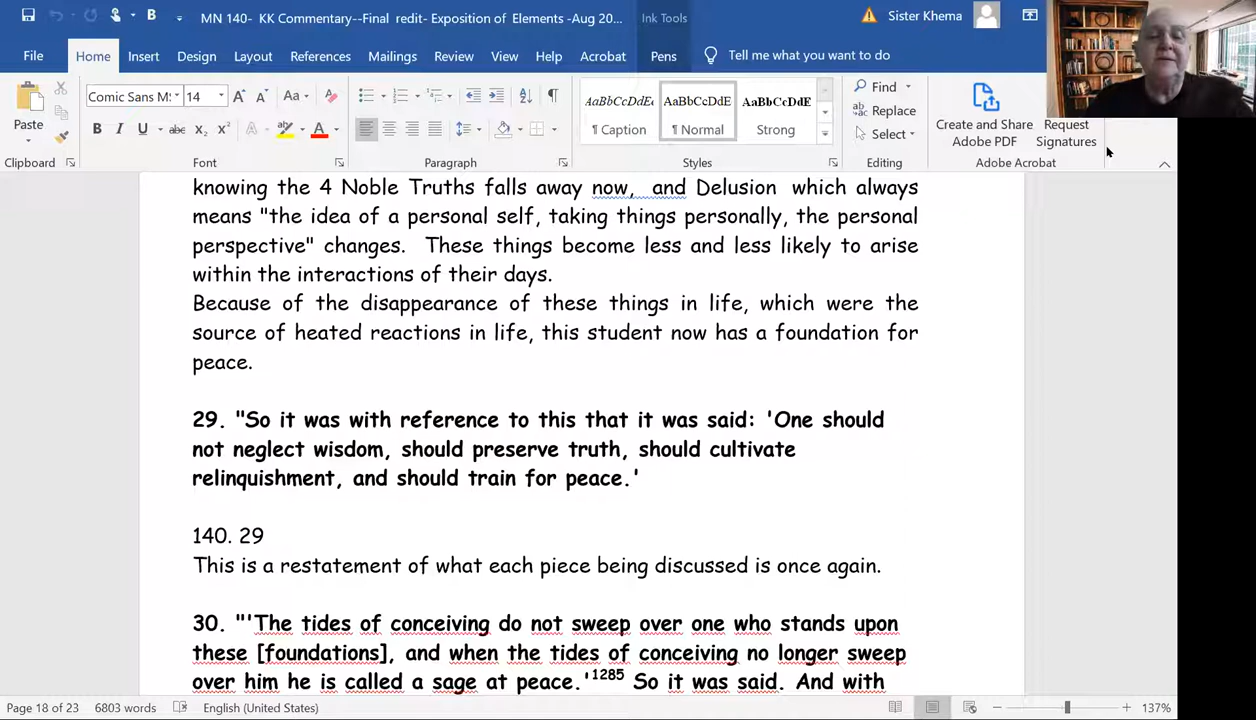 MN 140- KK Commentary--Final redit- Exposition of Elements -Aug 20...
Ink Tools
Sister Khema
File
Home
Insert
Design
Layout
References
Mailings
Review
View
Help
Acrobat
Pens
Tell me what you want to do
Paste
Clipboard
Comic Sans M
14
Font
Paragraph
AaBbCcDdE
¶ Caption
AaBbCcDdE
¶ Normal
AaBbCcDdE
Strong
Styles
Find
Replace
Select
Editing
Create and Share
Adobe PDF
Request
Signatures
Adobe Acrobat
knowing the 4 Noble Truths falls away now, and Delusion which always
means "the idea of a personal self, taking things personally, the personal
perspective" changes. These things become less and less likely to arise
within the interactions of their days.
Because of the disappearance of these things in life, which were the
source of heated reactions in life, this student now has a foundation for
peace.
29. "So it was with reference to this that it was said: 'One should
not neglect wisdom, should preserve truth, should cultivate
relinquishment, and should train for peace.'
140. 29
This is a restatement of what each piece being discussed is once again.
30. "'The tides of conceiving do not sweep over one who stands upon
these [foundations], and when the tides of conceiving no longer sweep
over him he is called a sage at peace.'1285 So it was said. And with
Page 18 of 23
6803 words
English (United States)
137%